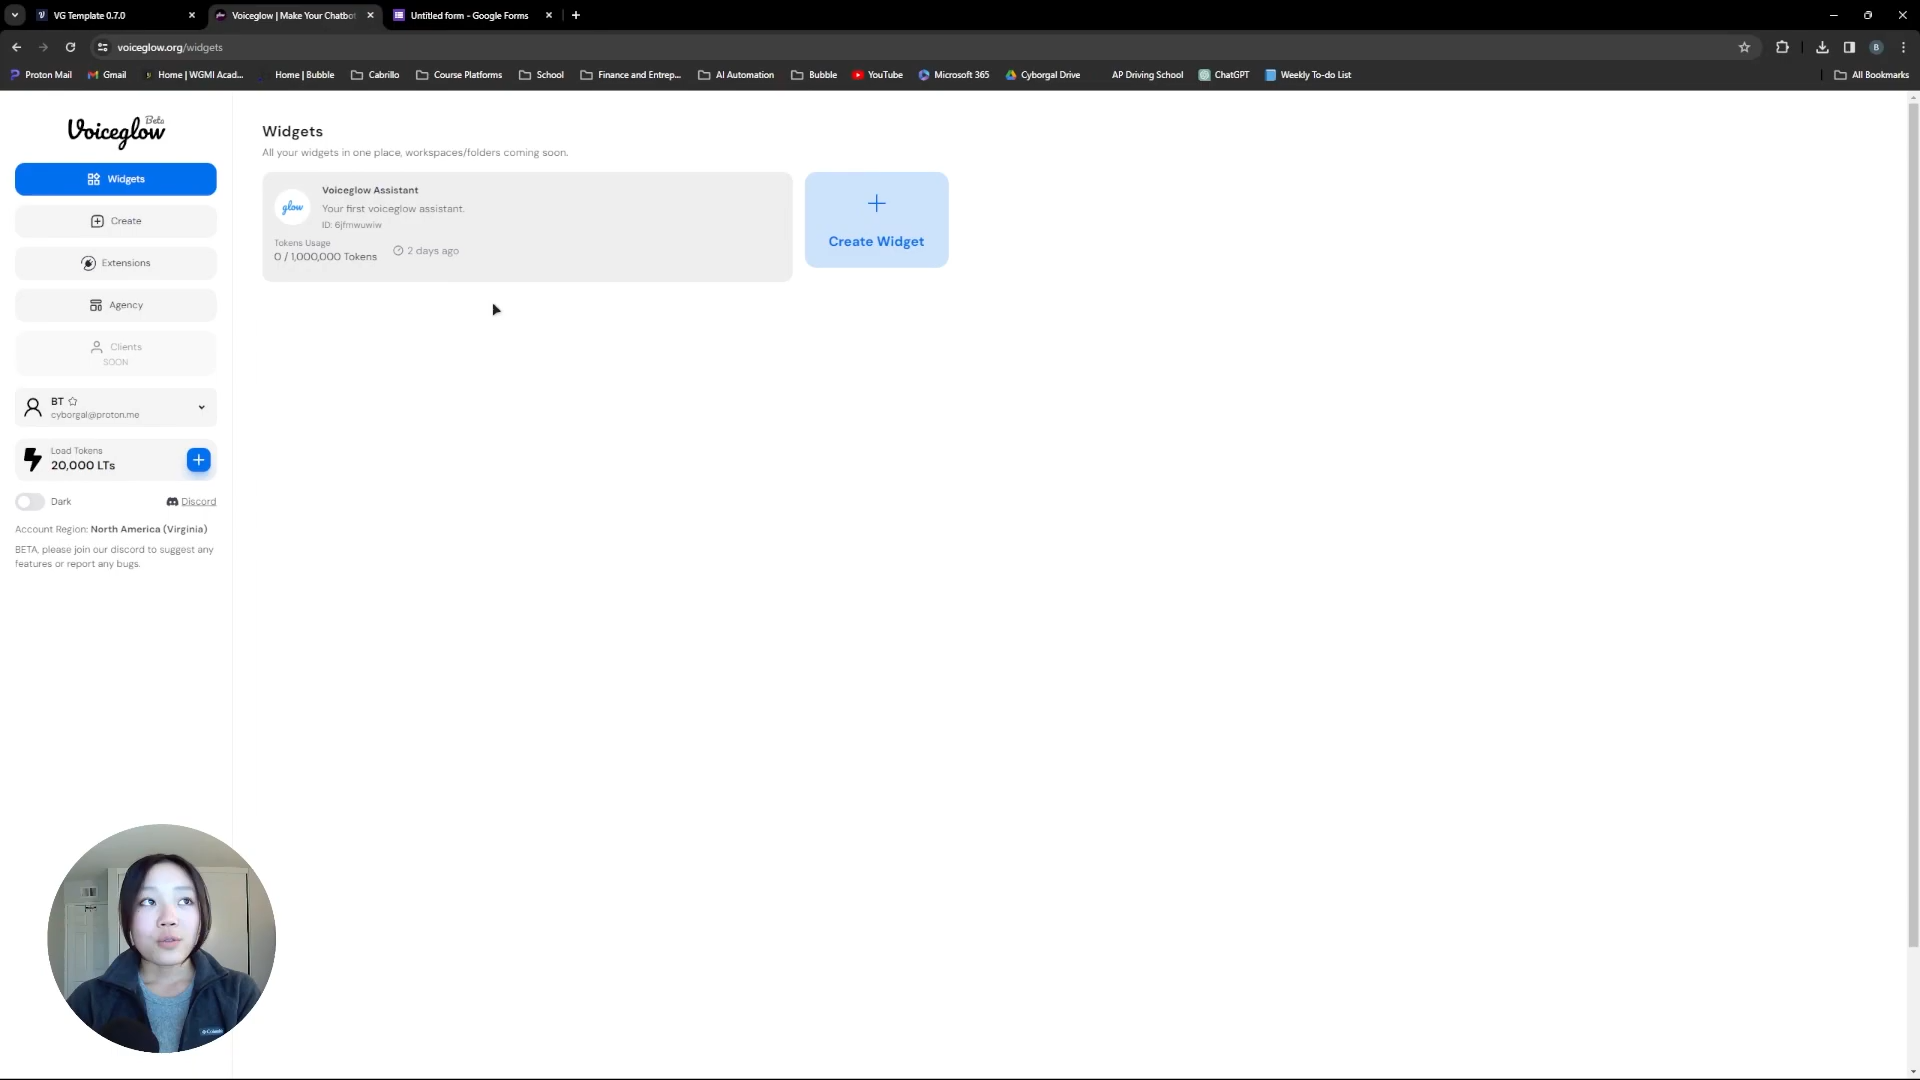 VG Template 0.7.0
Voiceglow | Make Your Chatbot
Untitled form - Google Forms
voiceglow.org/widgets
Proton Mail
Gmail
Home | WGMI Acad...
Home | Bubble
Cabrillo
Course Platforms
School
Finance and Entrep...
AI Automation
Bubble
YouTube
Microsoft 365
Cyborgal Drive
AP Driving School
ChatGPT
Weekly To-do List
All Bookmarks
B
Voiceglow
Beta
Widgets
Create
Extensions
Agency
Clients
SOON
BT
cyborgal@proton.me
Load Tokens
20,000 LTs
Dark
Discord
Account Region: North America (Virginia)
BETA, please join our discord to suggest any
features or report any bugs.
Widgets
All your widgets in one place, workspaces/folders coming soon.
glow
Voiceglow Assistant
Your first voiceglow assistant.
ID: 6jfmwuwiw
Tokens Usage
0 / 1,000,000 Tokens
2 days ago
Create Widget
Columbia